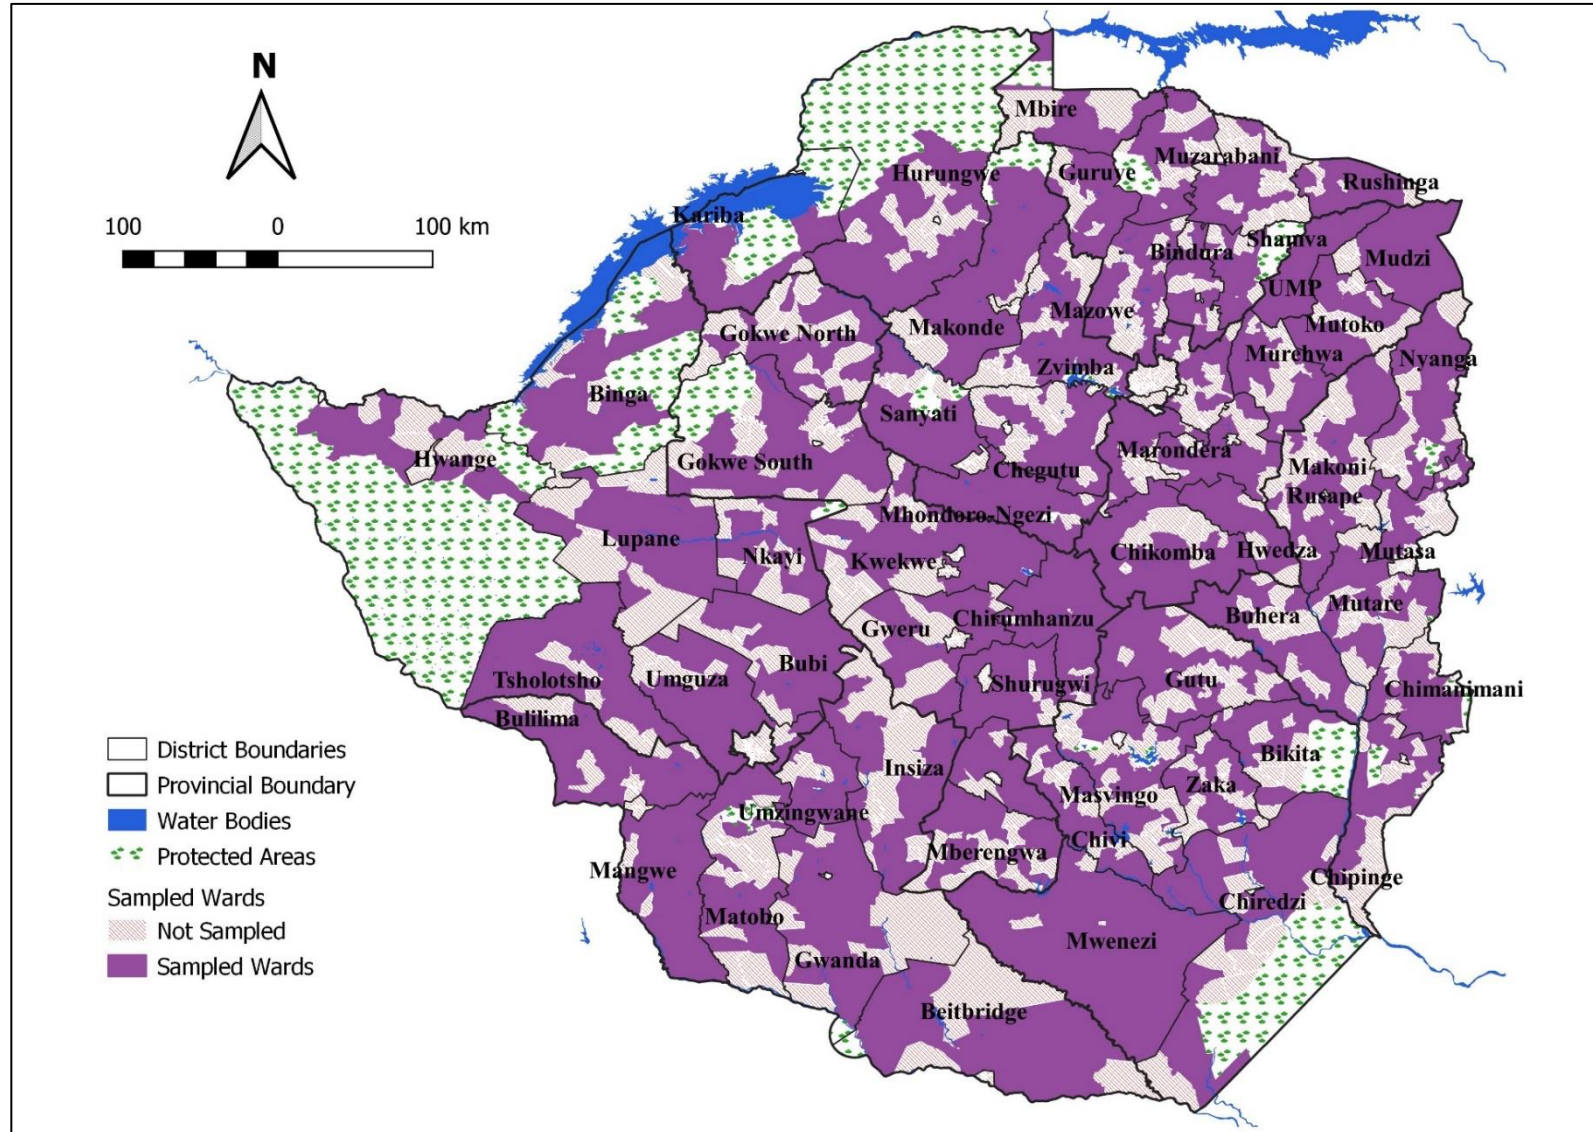 N
100 0 100 km
Mbire
Muzarabani
Guruve
Hurungwe
Rushinga
Kariba
Shamva
Bindura
Mudzi
UMP
Mazowe
Mutoko
Makonde
Gokwe North
Murehwa
Nyanga
Zvimba
Binga
Sanyati
Marondera
Hwange
Gokwe South
Chegutu
Makoni
Rusape
Mhondoro-Ngezi
Lupane
Nkayi
Kwekwe
Chikomba
Hwedza
Mutasa
Mutare
Buhera
Chirumhanzu
Gweru
Bubi
Tsholotsho
Umguza
Shurugwi
Gutu
Chimanimani
Bulilima
Bikita
Insiza
Zaka
Masvingo
Umzingwane
Chivi
Mberengwa
Mangwe
Chipinge
Chiredzi
Matobo
Mwenezi
Gwanda
Beitbridge
District Boundaries
Provincial Boundary
Water Bodies
Protected Areas
Sampled Wards
Not Sampled
Sampled Wards